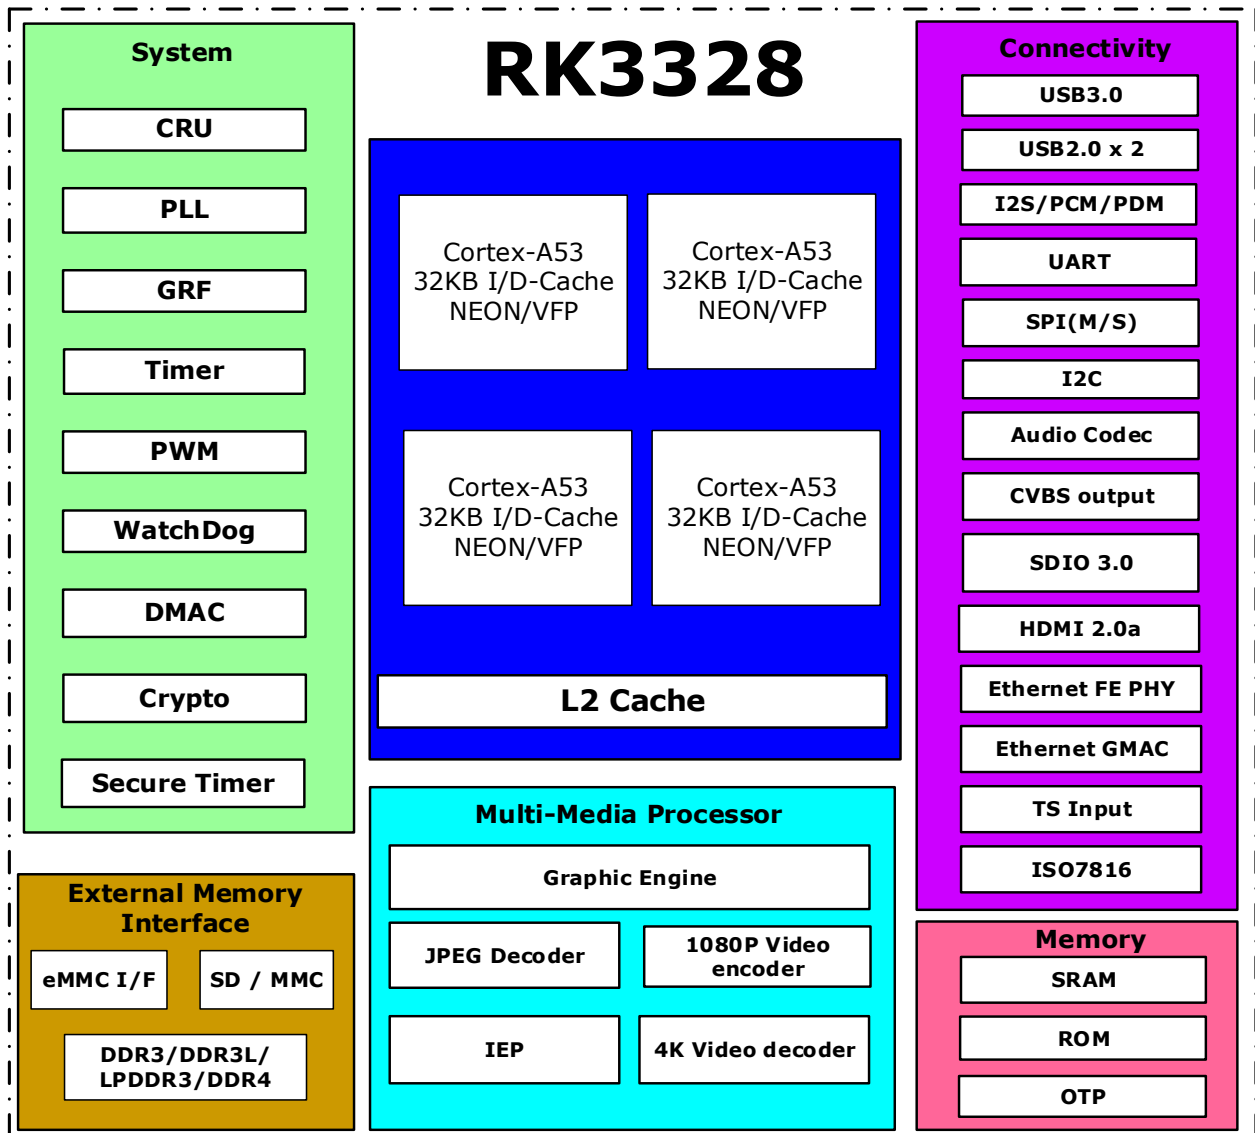 RK3328
System
CRU
PLL
GRF
Timer
PWM
WatchDog
DMAC
Crypto
Secure Timer
External Memory
Interface
eMMC I/F
SD / MMC
DDR3/DDR3L/
LPDDR3/DDR4
Cortex-A53
32KB I/D-Cache
NEON/VFP
Cortex-A53
32KB I/D-Cache
NEON/VFP
Cortex-A53
32KB I/D-Cache
NEON/VFP
Cortex-A53
32KB I/D-Cache
NEON/VFP
L2 Cache
Multi-Media Processor
Graphic Engine
JPEG Decoder
1080P Video
encoder
IEP
4K Video decoder
Connectivity
USB3.0
USB2.0 x 2
I2S/PCM/PDM
UART
SPI(M/S)
I2C
Audio Codec
CVBS output
SDIO 3.0
HDMI 2.0a
Ethernet FE PHY
Ethernet GMAC
TS Input
ISO7816
Memory
SRAM
ROM
OTP